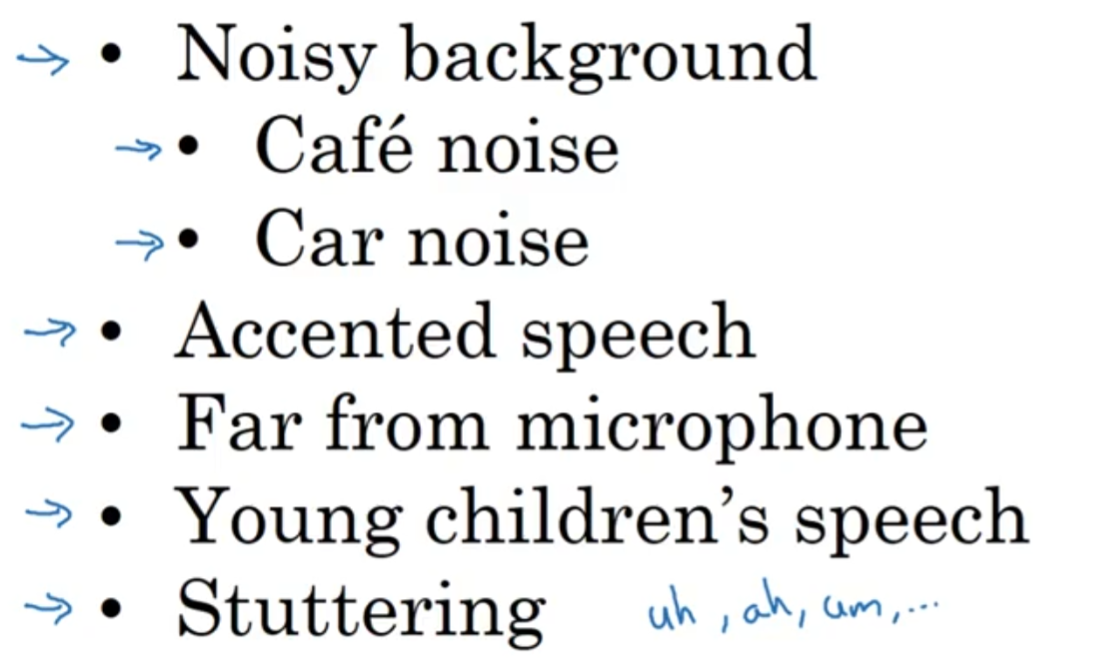 → • Noisy background
→ • Café noise
→ • Car noise
→ • Accented speech
→ • Far from microphone
→ • Young children’s speech
→ • Stuttering uh, ah, um, ...